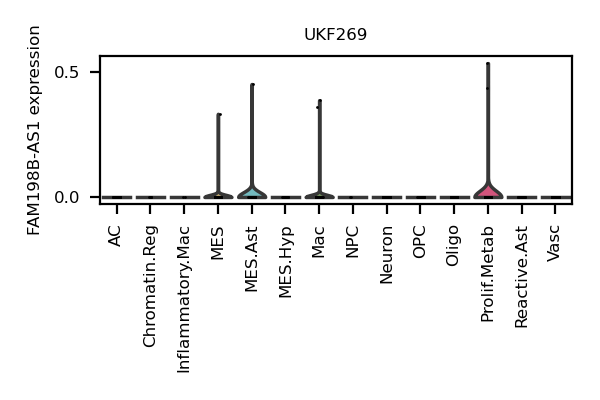 UKF269
FAM198B-AS1 expression
0.5
0.0
AC
Chromatin.Reg
Inflammatory.Mac
MES
MES.Ast
MES.Hyp
Mac
NPC
Neuron
OPC
Oligo
Prolif.Metab
Reactive.Ast
Vasc